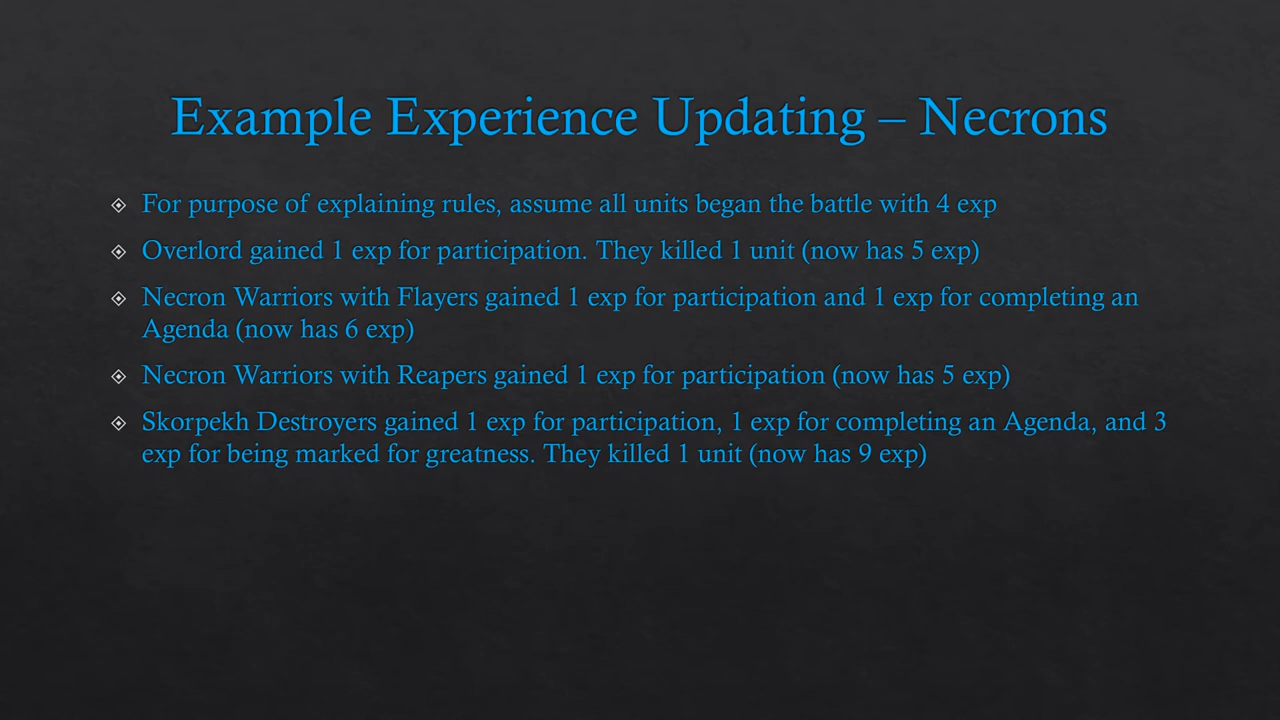 Example Experience Updating – Necrons
For purpose of explaining rules, assume all units began the battle with 4 exp
Overlord gained 1 exp for participation. They killed 1 unit (now has 5 exp)
Necron Warriors with Flayers gained 1 exp for participation and 1 exp for completing an
Agenda (now has 6 exp)
Necron Warriors with Reapers gained 1 exp for participation (now has 5 exp)
Skorpekh Destroyers gained 1 exp for participation, 1 exp for completing an Agenda, and 3
exp for being marked for greatness. They killed 1 unit (now has 9 exp)